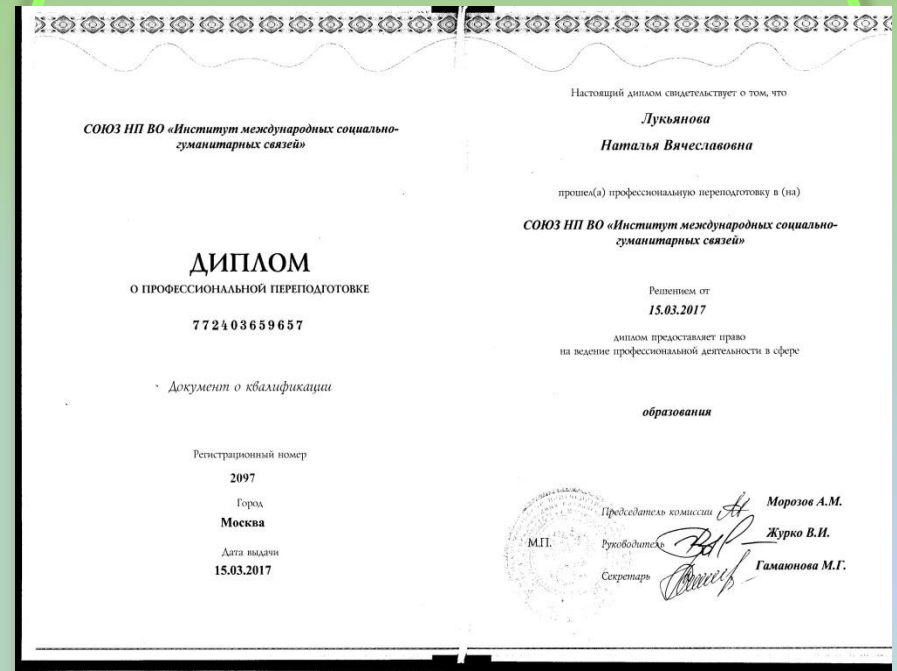 СОЮЗ НП ВО «Институт международных социально-
гуманитарных связей»
ДИПЛОМ
О ПРОФЕССИОНАЛЬНОЙ ПЕРЕПОДГОТОВКЕ
772403659657
Документ о квалификации
Регистрационный номер
2097
Город
Москва
Дата выдачи
15.03.2017
Настоящий диплом свидетельствует о том, что
Лукьянова
Наталья Вячеславовна
прошел(а) профессиональную переподготовку в (на)
СОЮЗ НП ВО «Институт международных социально-
гуманитарных связей»
Решением от
15.03.2017
диплом предоставляет право
на ведение профессиональной деятельности в сфере
образования
Председатель комиссии Морозов А.М.
М.П. Руководитель Журко В.И.
Секретарь Гамаюнова М.Г.